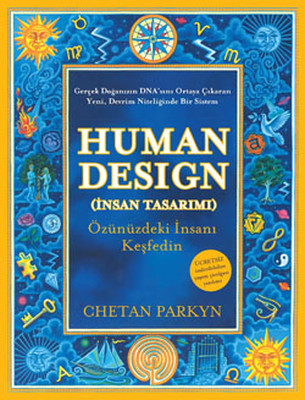 Gerçek Doğanızın DNA'sını Ortaya Çıkaran
Yeni, Devrim Niteliğinde Bir Sistem
HUMAN
DESIGN
(İNSAN TASARIMI)
Özünüzdeki İnsanı
Keşfedin
ÜCRETSİZ
CHETAN PARKYN